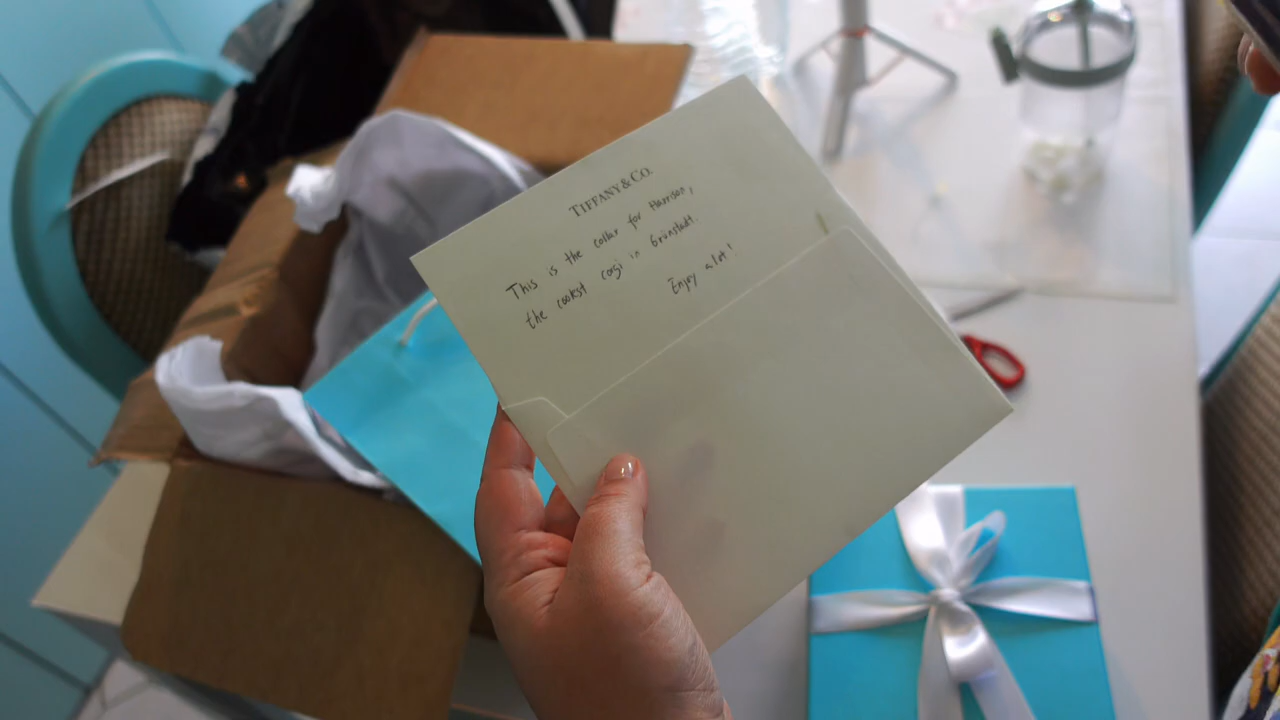 TIFFANY & CO.
This is the collar for Harrison,
the coolest corgi in Grünstadt.
Enjoy a lot!